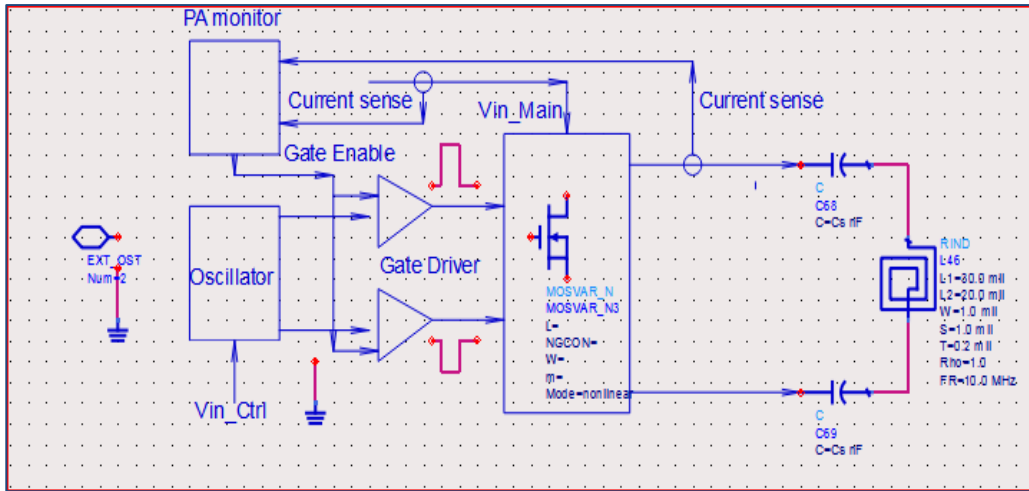 PA monitor
Current sense
Vin_Main
Current sense
Gate Enable
C
C68
C=Cs nF
EXT_OST
Num=2
Oscillator
Gate Driver
MOSVAR_N
MOSVAR_N3
L=
NGCON=
W=
m=
Mode=nonlinear
RIND
L46
L1=30.0 mil
L2=20.0 mil
W=1.0 mil
S=1.0 mil
T=0.2 mil
Rho=1.0
FR=10.0 MHz
Vin_Ctrl
C
C69
C=Cs nF